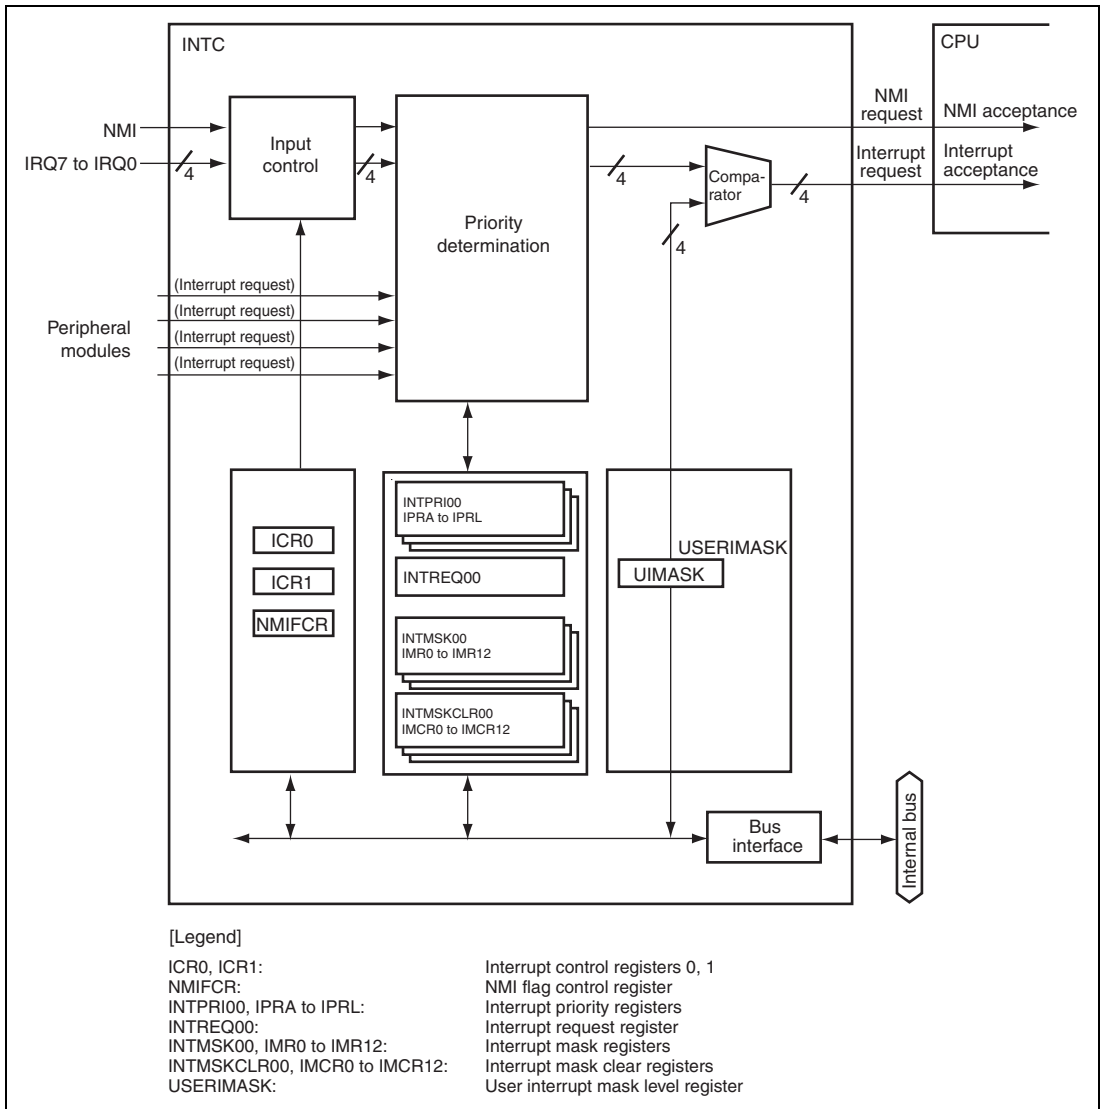 INTC
CPU
NMI
IRQ7 to IRQ0
4
Input
control
4
Priority
determination
4
Compa-
rator
4
4
NMI
request
NMI acceptance
Interrupt
request
Interrupt
acceptance
Peripheral
modules
(Interrupt request)
(Interrupt request)
(Interrupt request)
(Interrupt request)
ICR0
ICR1
NMIFCR
INTPRI00
IPRA to IPRL
INTREQ00
INTMSK00
IMR0 to IMR12
INTMSKCLR00
IMCR0 to IMCR12
USERIMASK
UIMASK
Bus
interface
Internal bus
[Legend]
ICR0, ICR1: Interrupt control registers 0, 1
NMIFCR: NMI flag control register
INTPRI00, IPRA to IPRL: Interrupt priority registers
INTREQ00: Interrupt request register
INTMSK00, IMR0 to IMR12: Interrupt mask registers
INTMSKCLR00, IMCR0 to IMCR12: Interrupt mask clear registers
USERIMASK: User interrupt mask level register